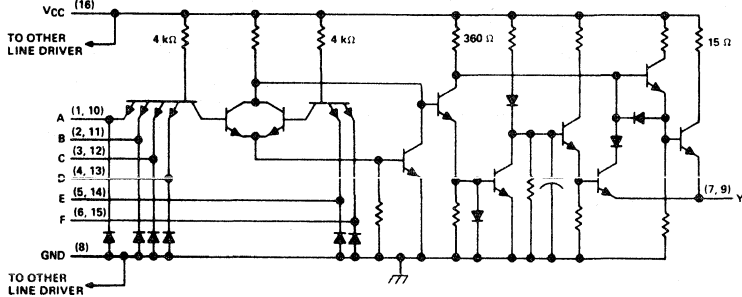 VCC (16)
TO OTHER
LINE DRIVER
4 kΩ
4 kΩ
360 Ω
15 Ω
A (1, 10)
B (2, 11)
C (3, 12)
D (4, 13)
E (5, 14)
F (6, 15)
(7, 9) Y
GND (8)
TO OTHER
LINE DRIVER